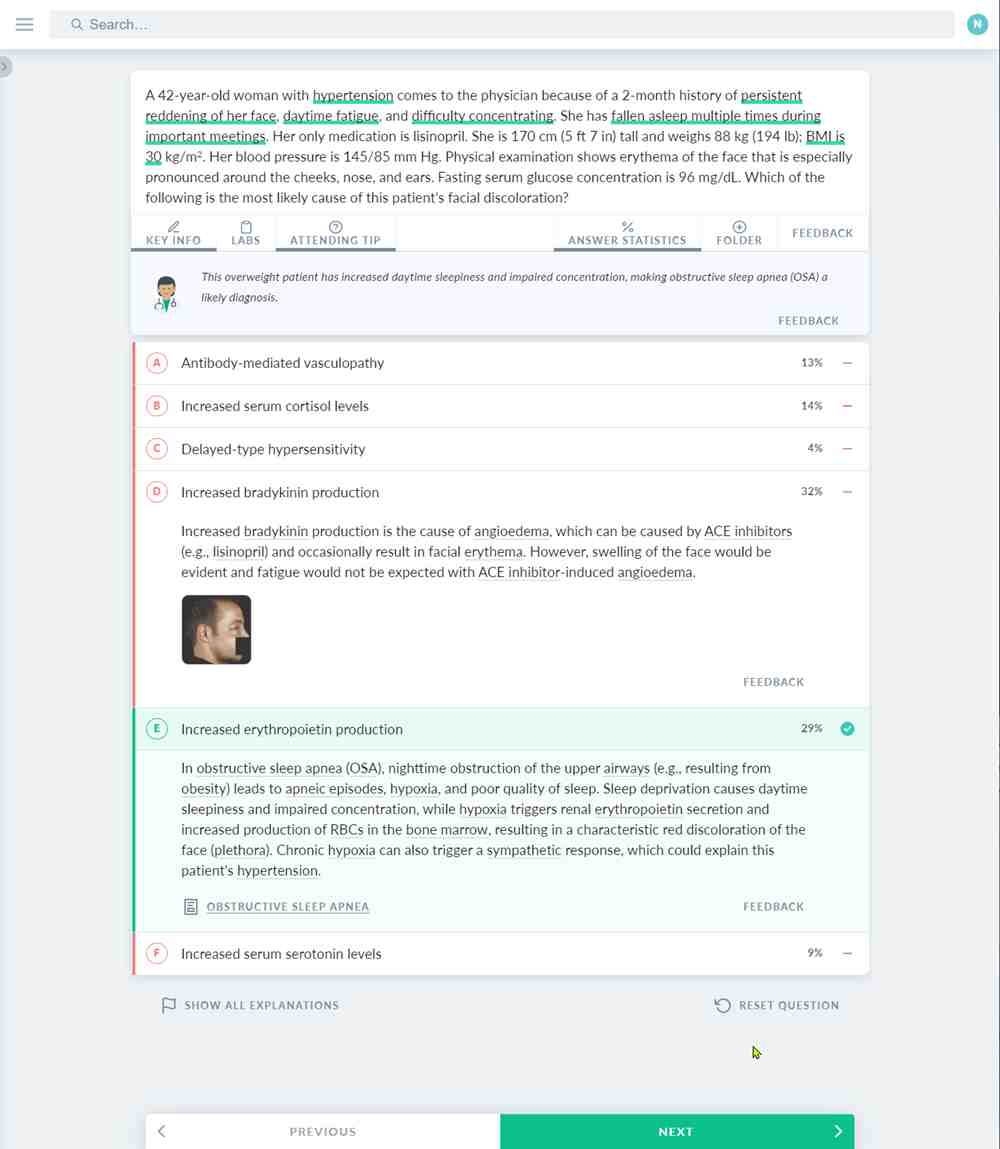 Search...
N
A 42-year-old woman with hypertension comes to the physician because of a 2-month history of persistent
reddening of her face, daytime fatigue, and difficulty concentrating. She has fallen asleep multiple times during
important meetings. Her only medication is lisinopril. She is 170 cm (5 ft 7 in) tall and weighs 88 kg (194 lb); BMI is
30 kg/m². Her blood pressure is 145/85 mm Hg. Physical examination shows erythema of the face that is especially
pronounced around the cheeks, nose, and ears. Fasting serum glucose concentration is 96 mg/dL. Which of the
following is the most likely cause of this patient's facial discoloration?
KEY INFO LABS ATTENDING TIP ANSWER STATISTICS FOLDER FEEDBACK
This overweight patient has increased daytime sleepiness and impaired concentration, making obstructive sleep apnea (OSA) a
likely diagnosis.
FEEDBACK
A Antibody-mediated vasculopathy 13%
B Increased serum cortisol levels 14%
C Delayed-type hypersensitivity 4%
D Increased bradykinin production 32%
Increased bradykinin production is the cause of angioedema, which can be caused by ACE inhibitors
(e.g., lisinopril) and occasionally result in facial erythema. However, swelling of the face would be
evident and fatigue would not be expected with ACE inhibitor-induced angioedema.
FEEDBACK
E Increased erythropoietin production 29%
In obstructive sleep apnea (OSA), nighttime obstruction of the upper airways (e.g., resulting from
obesity) leads to apneic episodes, hypoxia, and poor quality of sleep. Sleep deprivation causes daytime
sleepiness and impaired concentration, while hypoxia triggers renal erythropoietin secretion and
increased production of RBCs in the bone marrow, resulting in a characteristic red discoloration of the
face (plethora). Chronic hypoxia can also trigger a sympathetic response, which could explain this
patient's hypertension.
OBSTRUCTIVE SLEEP APNEA FEEDBACK
F Increased serum serotonin levels 9%
SHOW ALL EXPLANATIONS RESET QUESTION
PREVIOUS NEXT